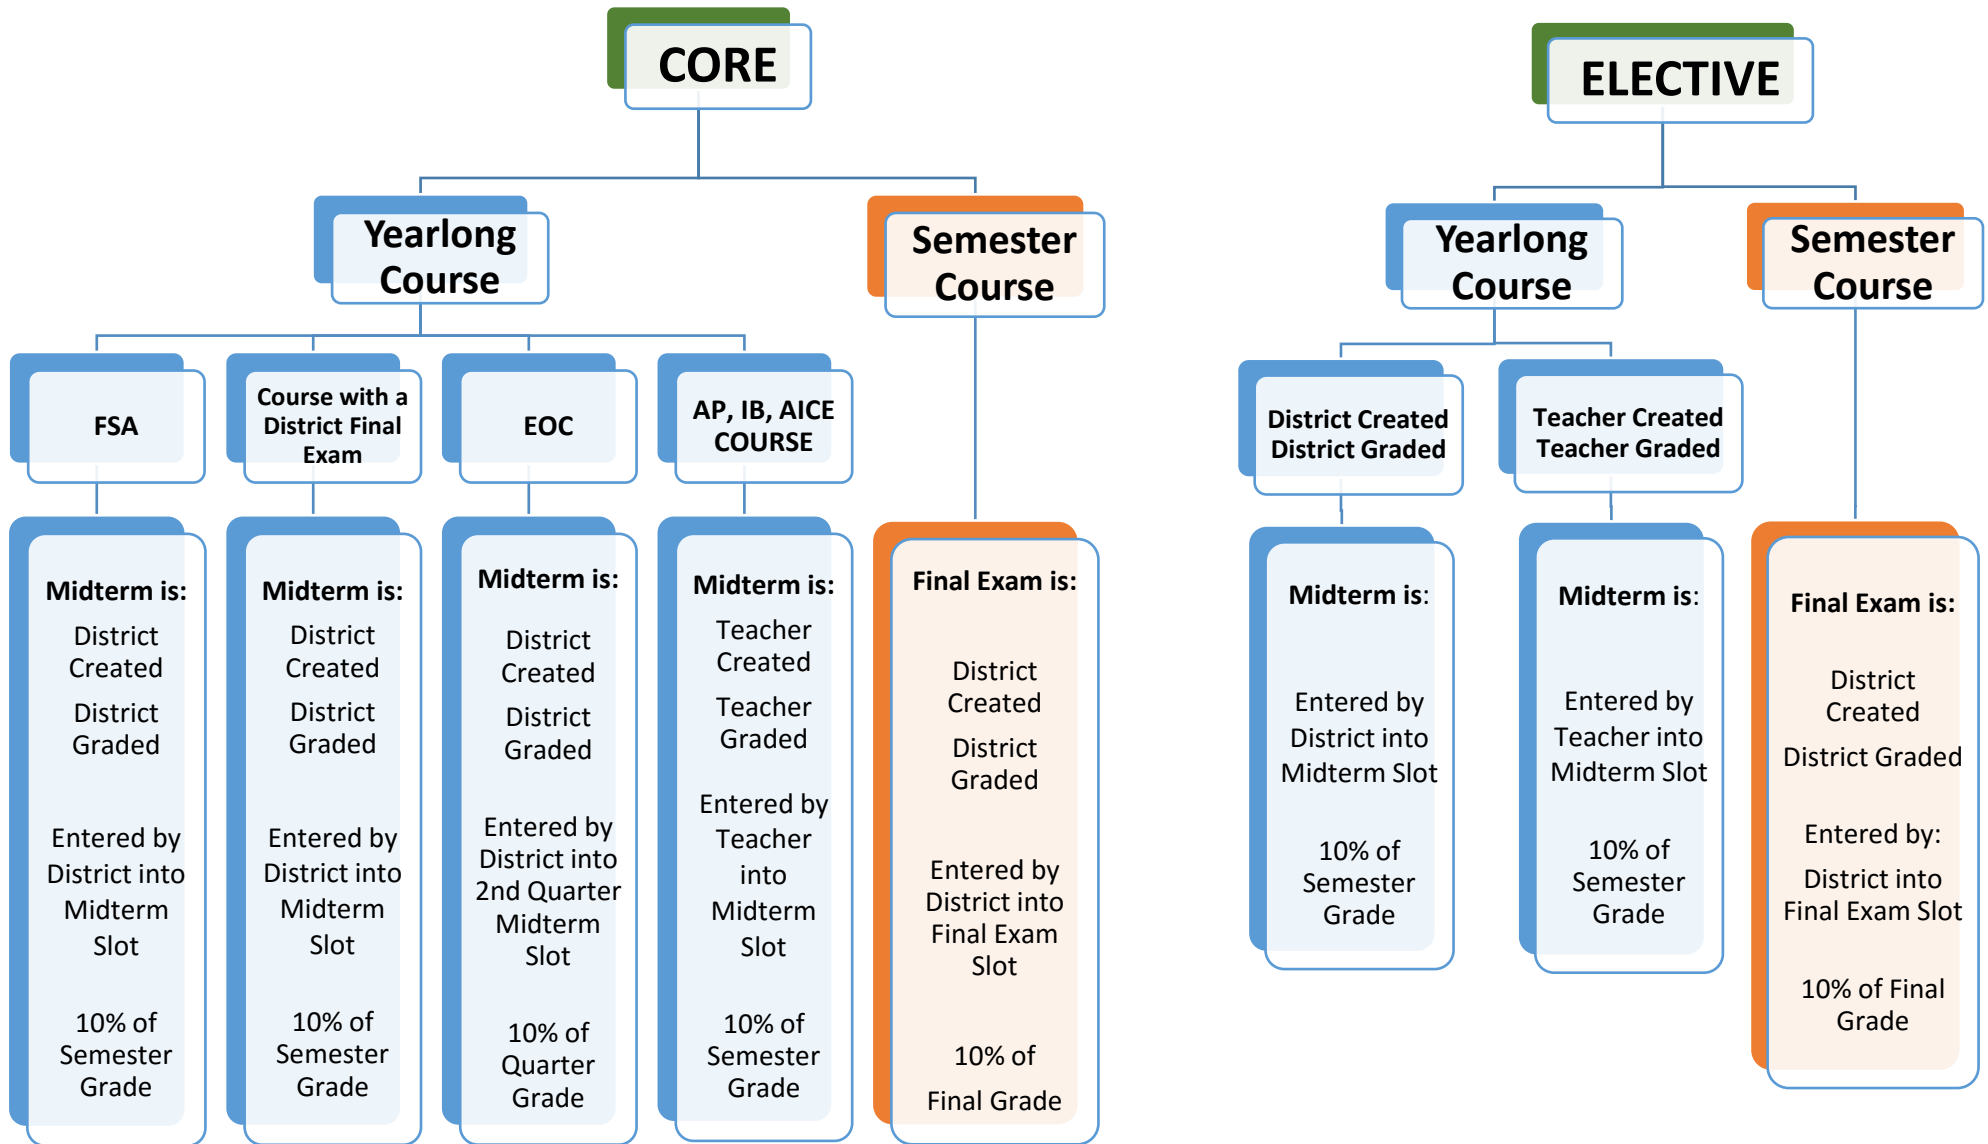 CORE
Yearlong
Course
FSA
Midterm is:
District
Created
District
Graded
Entered by
District into
Midterm
Slot
10% of
Semester
Grade
Course with a
District Final
Exam
Midterm is:
District
Created
District
Graded
Entered by
District into
Midterm
Slot
10% of
Semester
Grade
EOC
Midterm is:
District
Created
District
Graded
Entered by
District into
2nd Quarter
Midterm
Slot
10% of
Quarter
Grade
AP, IB, AICE
COURSE
Midterm is:
Teacher
Created
Teacher
Graded
Entered by
Teacher
into
Midterm
Slot
10% of
Semester
Grade
Semester
Course
Final Exam is:
District
Created
District
Graded
Entered by
District into
Final Exam
Slot
10% of
Final Grade
ELECTIVE
Yearlong
Course
District Created
District Graded
Midterm is:
Entered by
District into
Midterm Slot
10% of
Semester
Grade
Teacher Created
Teacher Graded
Midterm is:
Entered by
Teacher into
Midterm Slot
10% of
Semester
Grade
Semester
Course
Final Exam is:
District
Created
District Graded
Entered by:
District into
Final Exam Slot
10% of Final
Grade